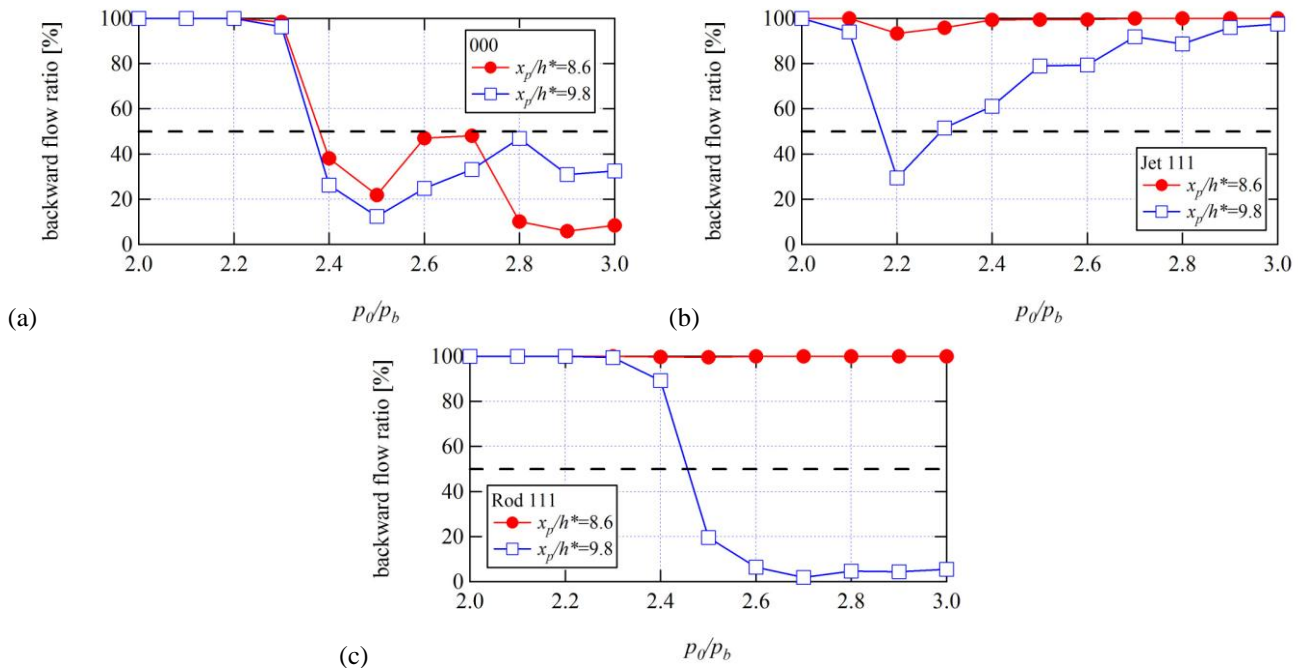 100
80
60
40
20
0
backward flow ratio [%]
000
x_p/h*=8.6
x_p/h*=9.8
2.0 2.2 2.4 2.6 2.8 3.0
p_0/p_b
(a)
100
80
60
40
20
0
backward flow ratio [%]
Jet 111
x_p/h*=8.6
x_p/h*=9.8
2.0 2.2 2.4 2.6 2.8 3.0
p_0/p_b
(b)
100
80
60
40
20
0
backward flow ratio [%]
Rod 111
x_p/h*=8.6
x_p/h*=9.8
2.0 2.2 2.4 2.6 2.8 3.0
p_0/p_b
(c)